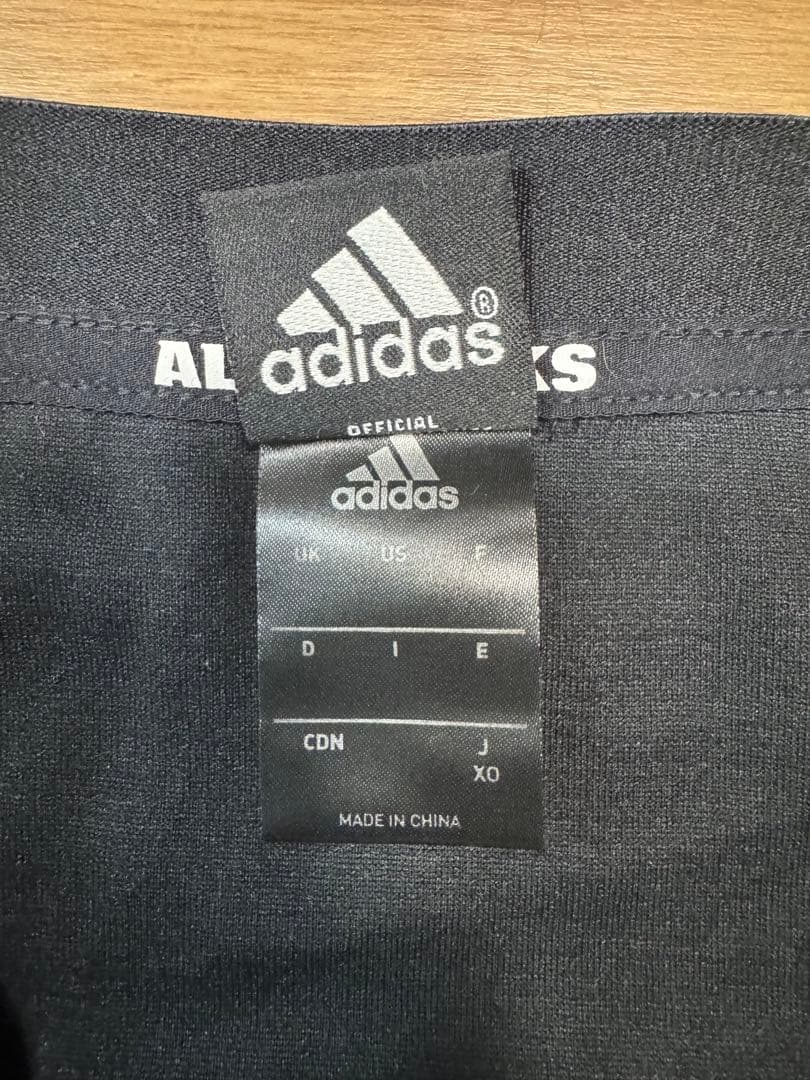 adidas®
AL KS
OFFICIAL
adidas
UK US F
D I E
CDN J
XO
MADE IN CHINA